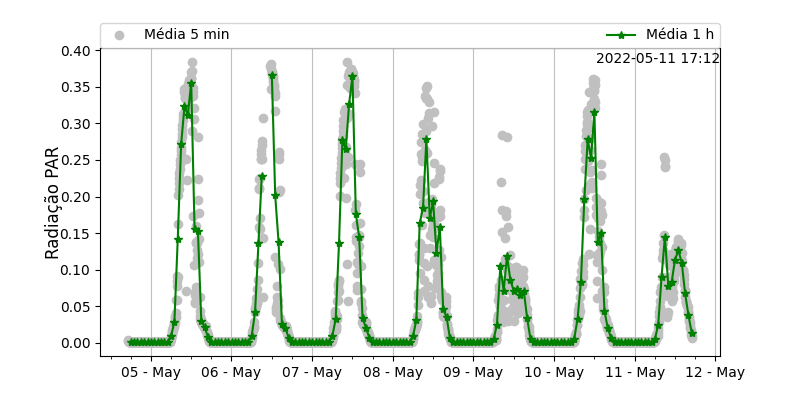 Média 5 min
Média 1 h
2022-05-11 17:12
0.40
0.35
0.30
0.25
0.20
0.15
0.10
0.05
0.00
Radiação PAR
05 - May
06 - May
07 - May
08 - May
09 - May
10 - May
11 - May
12 - May